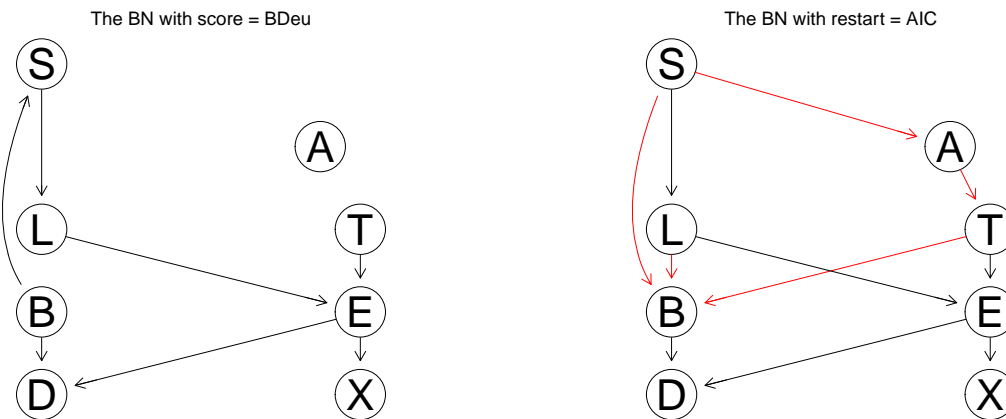 The BN with score = BDeu
S
A
L
T
B
E
D
X
The BN with restart = AIC
S
A
L
T
B
E
D
X